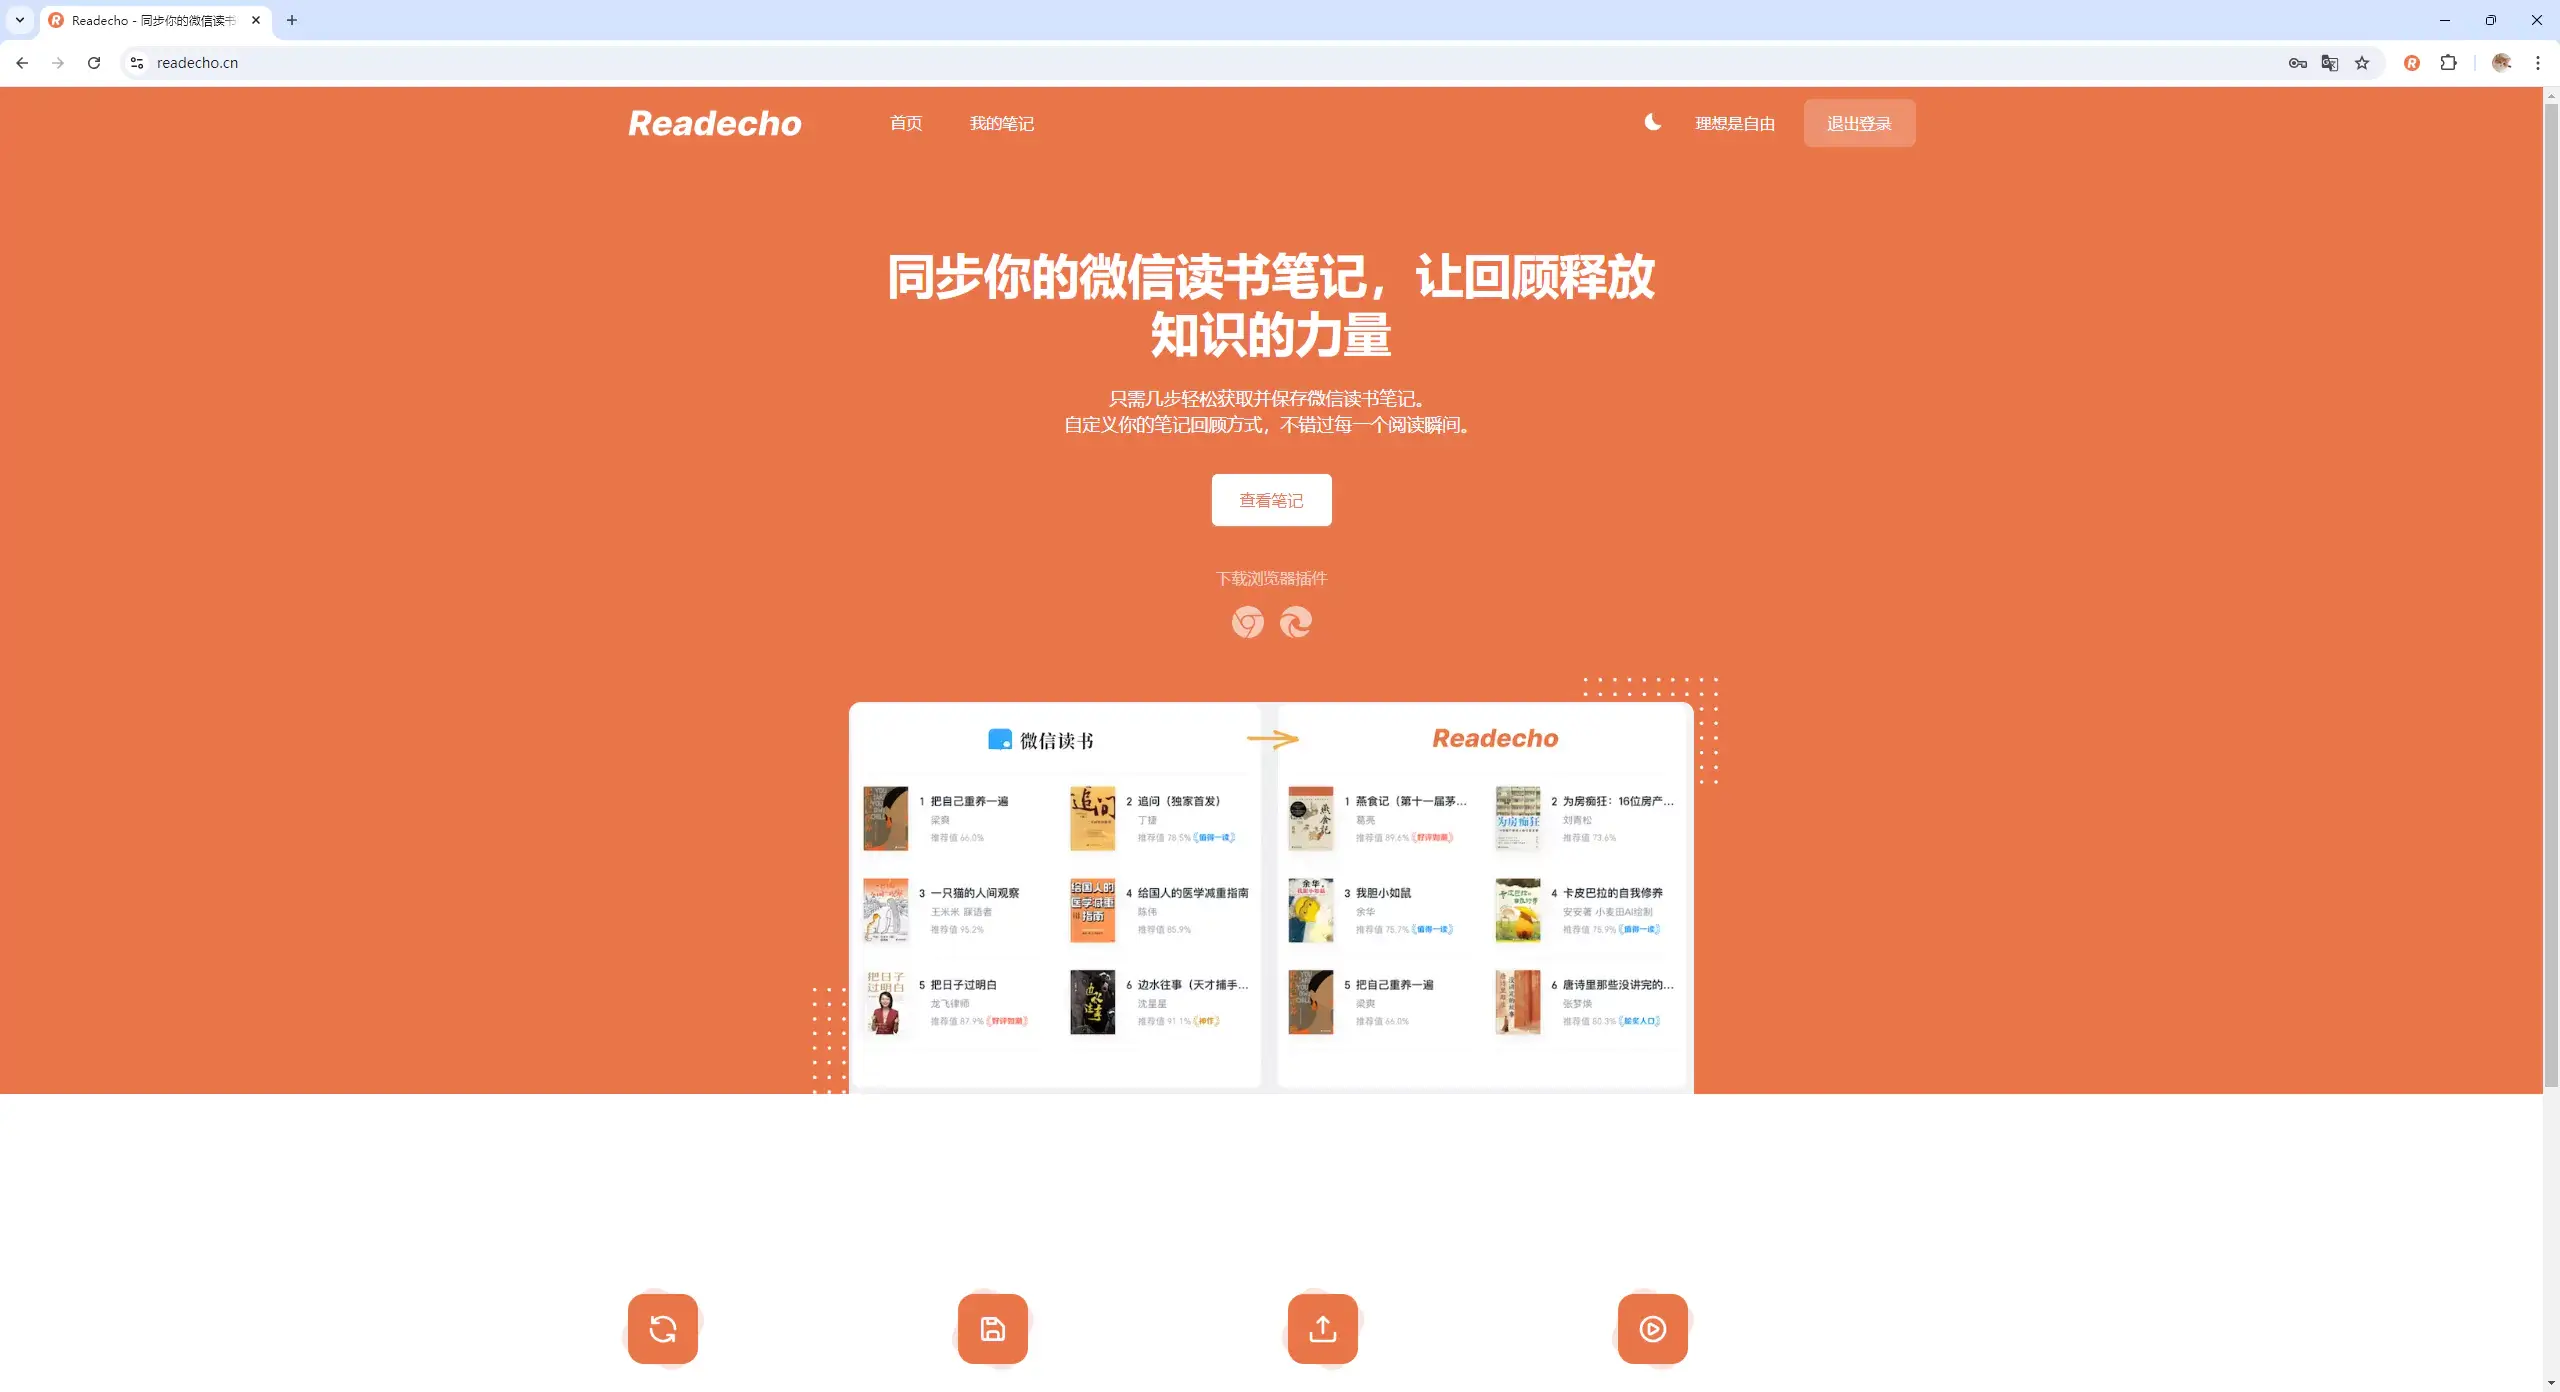 Readecho - 同步你的微信读书
readecho.cn
Readecho
首页
我的笔记
理想是自由
退出登录
同步你的微信读书笔记，让回顾释放
知识的力量
只需几步轻松获取并保存微信读书笔记。
自定义你的笔记回顾方式，不错过每一个阅读瞬间。
查看笔记
下载浏览器插件
微信读书
1 把自己重养一遍
梁爽
推荐值 66.0%
2 追问（独家首发）
丁捷
推荐值 78.5% 值得一读
3 一只猫的人间观察
王米米 寐语者
推荐值 95.2%
4 给国人的医学减重指南
陈伟
推荐值 85.9%
5 把日子过明白
龙飞律师
推荐值 87.9% 好评如潮
6 边水往事（天才捕手...
沈星星
推荐值 91.1% 神作
Readecho
1 燕食记（第十一届茅...
葛亮
推荐值 89.6% 好评如潮
2 为房痴狂：16位房产...
刘青松
推荐值 73.6%
3 我胆小如鼠
余华
推荐值 75.7% 值得一读
4 卡皮巴拉的自我修养
安安著 小麦田AI绘制
推荐值 75.9% 值得一读
5 把自己重养一遍
梁爽
推荐值 66.0%
6 唐诗里那些没讲完的...
张梦焕
推荐值 80.3% 脍炙人口